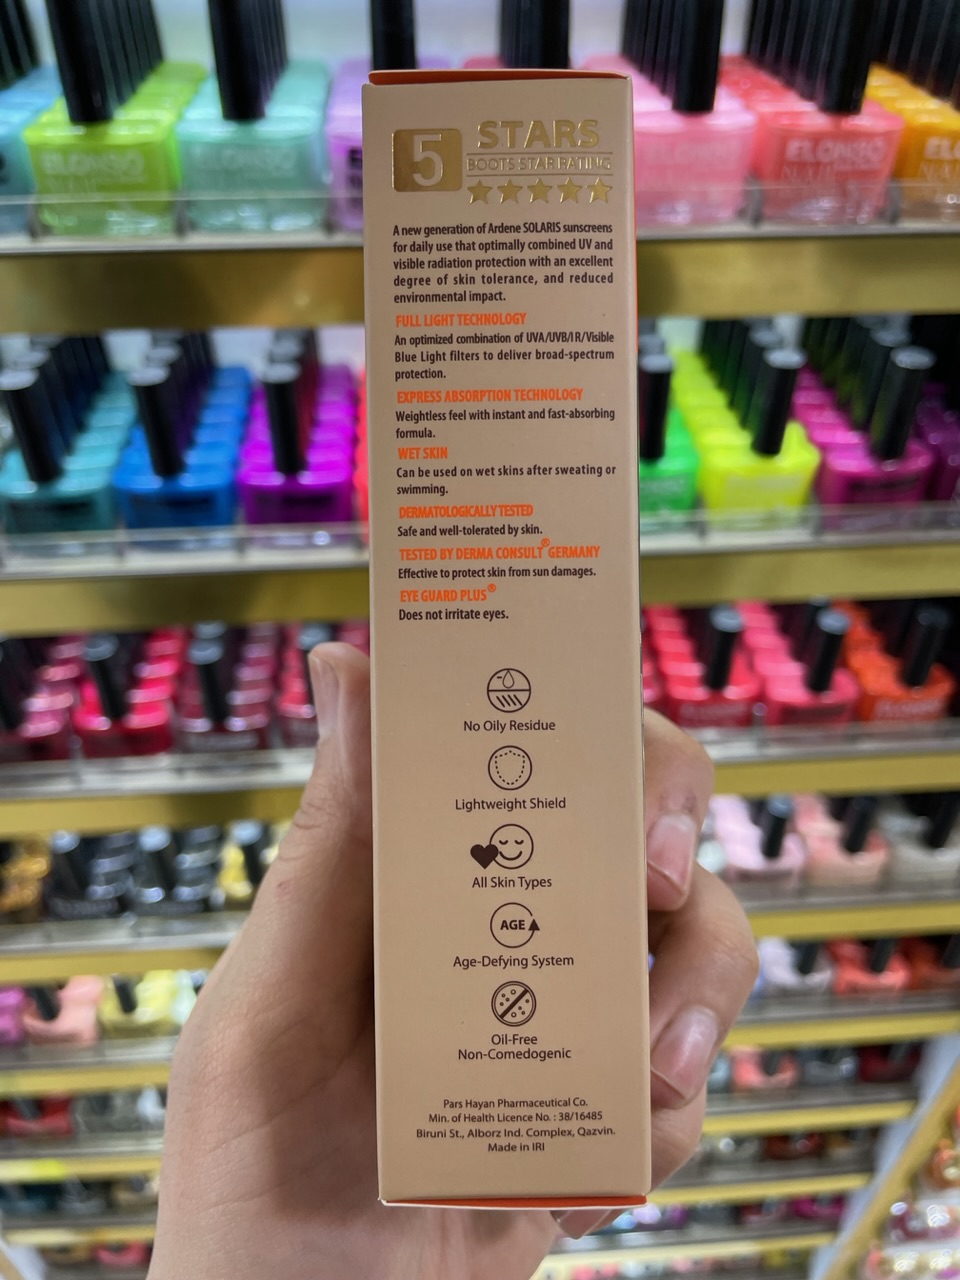 5
STARS
BOOTS STAR RATING
A new generation of Ardene SOLARIS sunscreens
for daily use that optimally combined UV and
visible radiation protection with an excellent
degree of skin tolerance, and reduced
environmental impact.
FULL LIGHT TECHNOLOGY
An optimized combination of UVA/UVB/IR/Visible
Blue Light filters to deliver broad-spectrum
protection.
EXPRESS ABSORPTION TECHNOLOGY
Weightless feel with instant and fast-absorbing
formula.
WET SKIN
Can be used on wet skins after sweating or
swimming.
DERMATOLOGICALLY TESTED
Safe and well-tolerated by skin.
TESTED BY DERMA CONSULT® GERMANY
Effective to protect skin from sun damages.
EYE GUARD PLUS®
Does not irritate eyes.
No Oily Residue
Lightweight Shield
All Skin Types
AGE
Age-Defying System
Oil-Free
Non-Comedogenic
Pars Hayan Pharmaceutical Co.
Min. of Health Licence No. : 38/16485
Biruni St., Alborz Ind. Complex, Qazvin.
Made in IRI
ELONSO
ELONSO
ELONSO